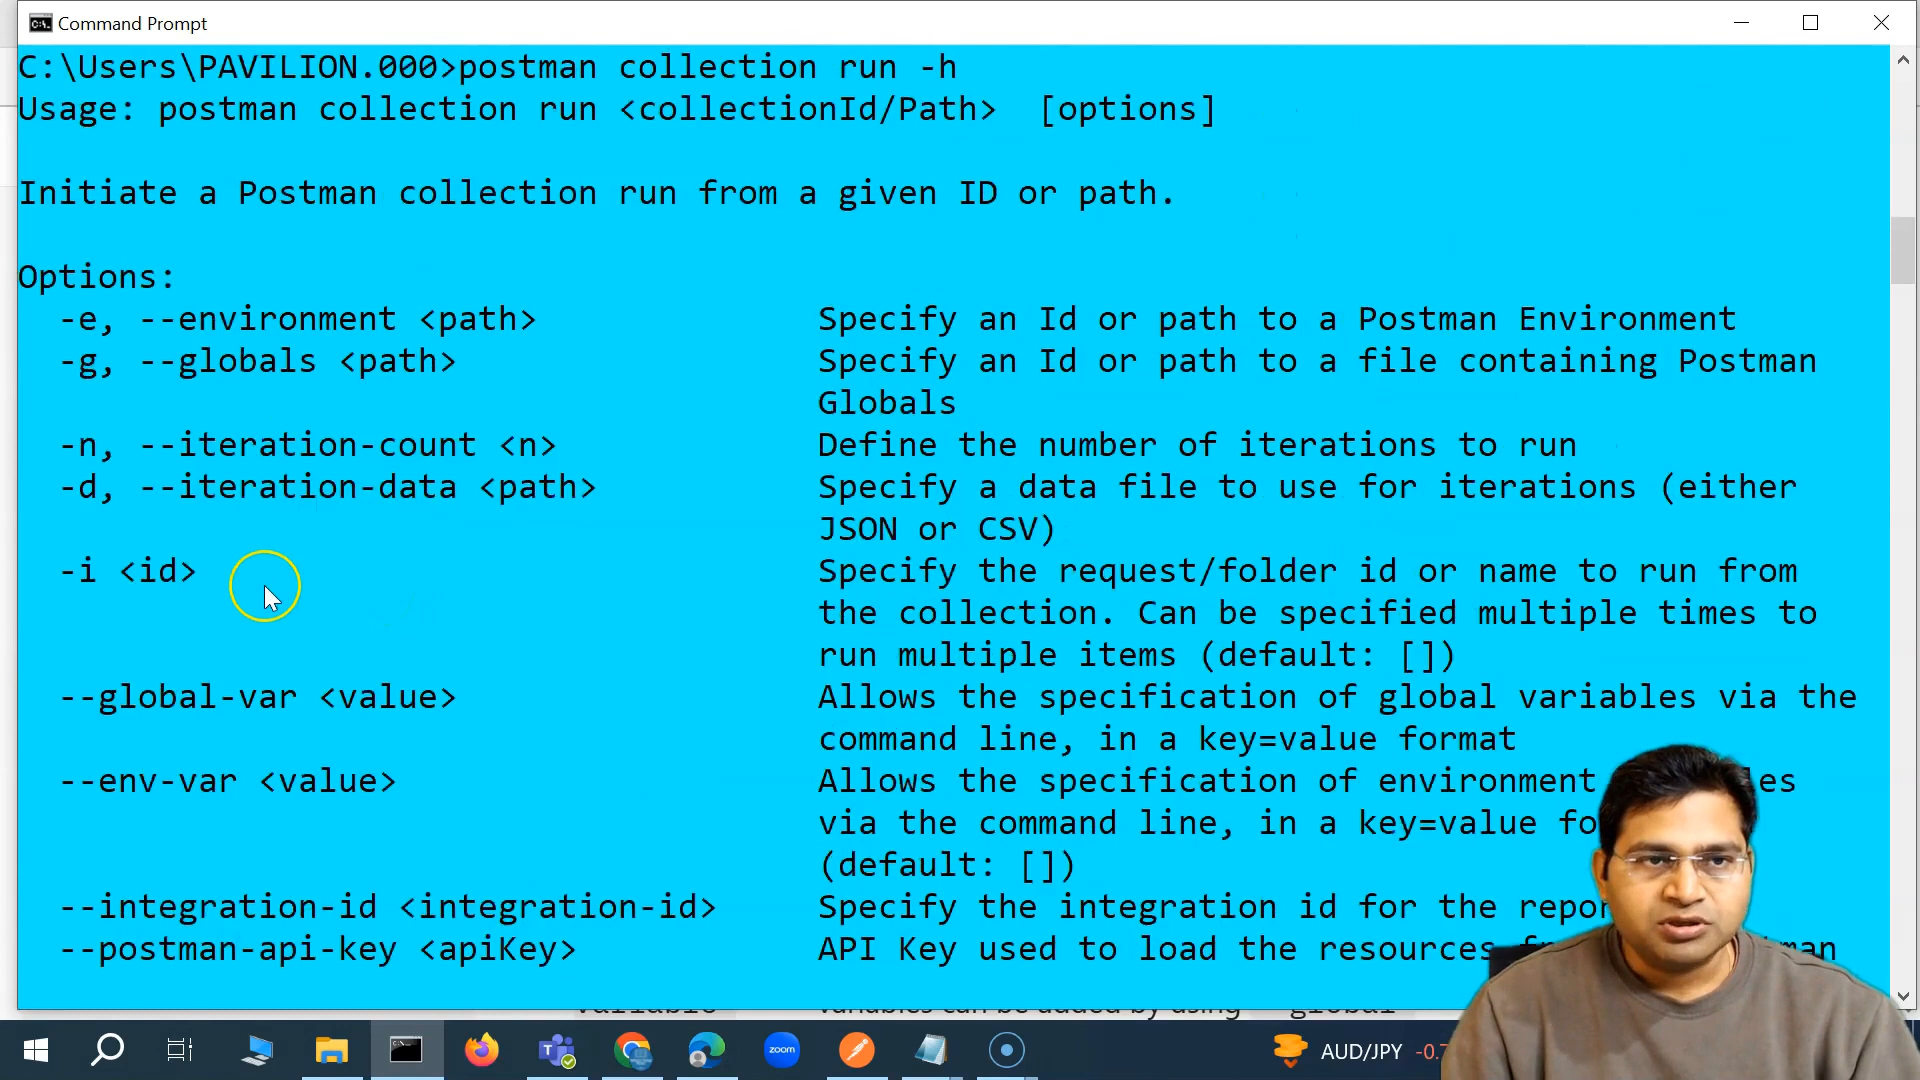 Command Prompt
C:\Users\PAVILION.000>postman collection run -h
Usage: postman collection run <collectionId/Path>  [options]
Initiate a Postman collection run from a given ID or path.
Options:
-e, --environment <path> Specify an Id or path to a Postman Environment
-g, --globals <path> Specify an Id or path to a file containing Postman
Globals
-n, --iteration-count <n> Define the number of iterations to run
-d, --iteration-data <path> Specify a data file to use for iterations (either
JSON or CSV)
-i <id> Specify the request/folder id or name to run from
the collection. Can be specified multiple times to
run multiple items (default: [])
--global-var <value> Allows the specification of global variables via the
command line, in a key=value format
--env-var <value> Allows the specification of environment
via the command line, in a key=value
(default: [])
--integration-id <integration-id> Specify the integration id for the
--postman-api-key <apiKey> API Key used to load the resources
variables can be added by using
zoom
AUD/JPY